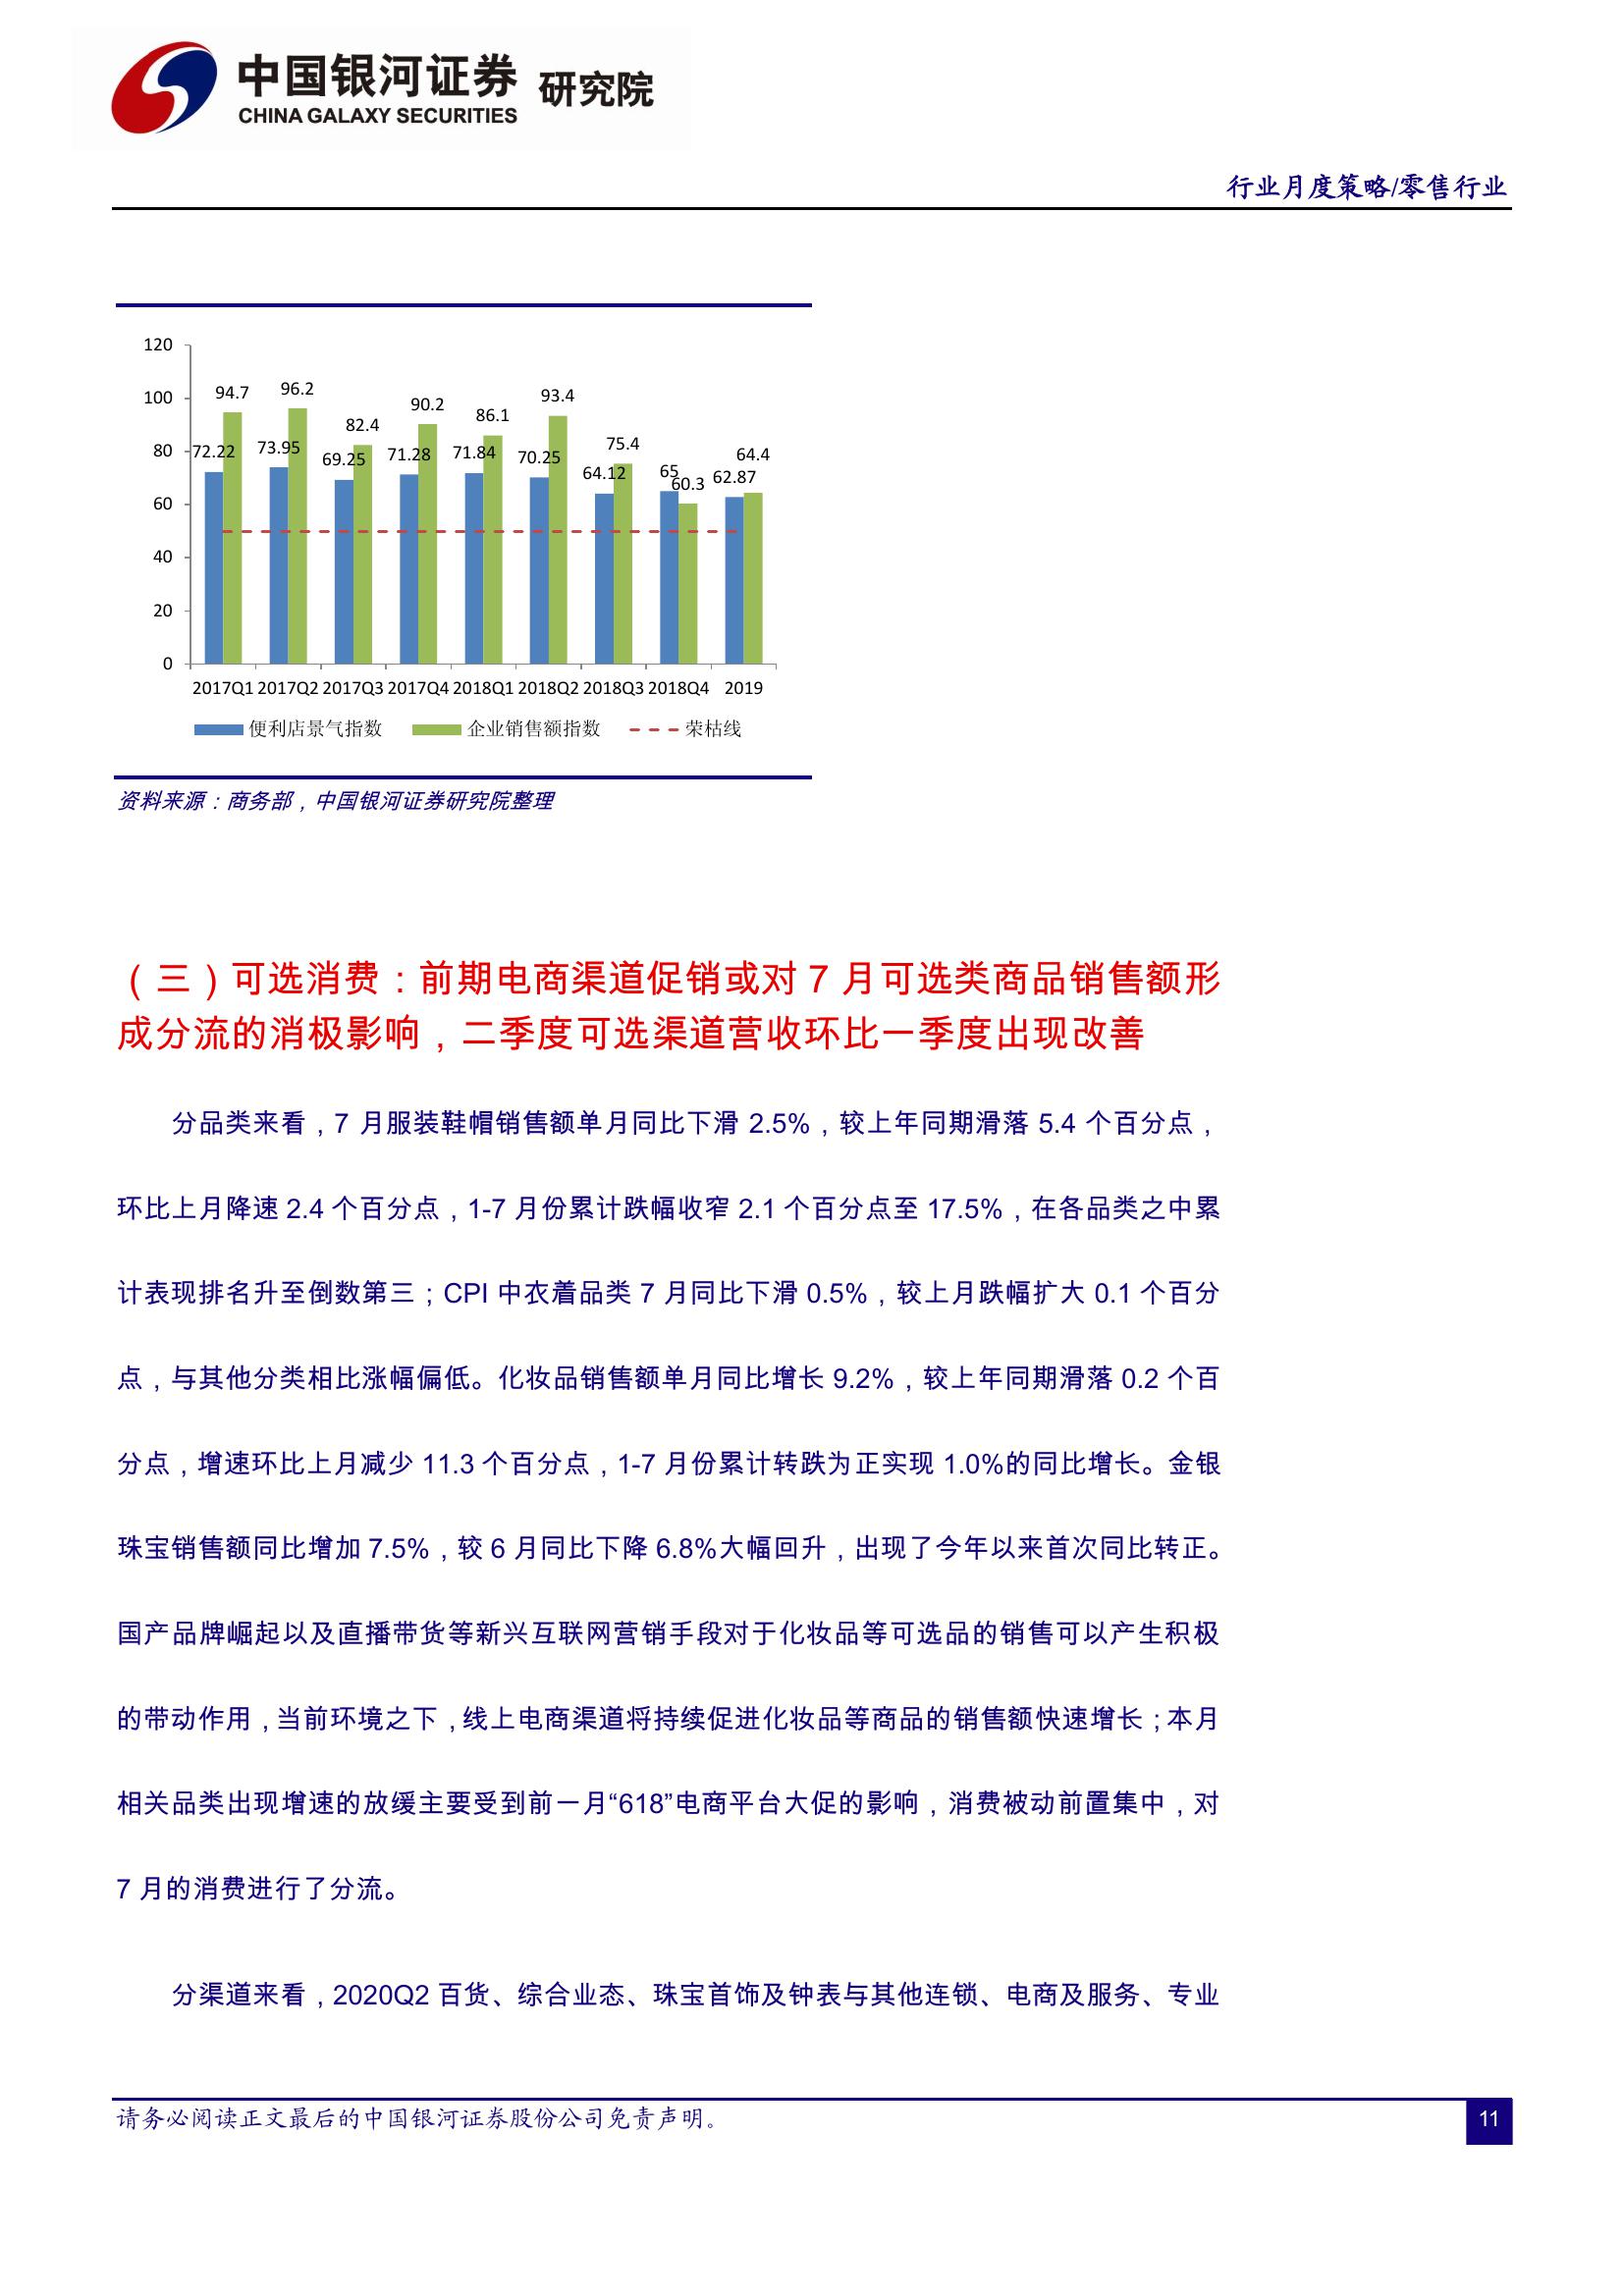 中国银河证券 研究院
CHINA GALAXY SECURITIES
行业月度策略/零售行业
120
100
80
60
40
20
0
94.7
96.2
82.4
90.2
86.1
93.4
75.4
60.3
64.4
72.22
73.95
69.25
71.28
71.84
70.25
64.12
65
62.87
2017Q1 2017Q2 2017Q3 2017Q4 2018Q1 2018Q2 2018Q3 2018Q4 2019
便利店景气指数 企业销售额指数 荣枯线
资料来源：商务部，中国银河证券研究院整理
（三）可选消费：前期电商渠道促销或对 7 月可选类商品销售额形
成分流的消极影响，二季度可选渠道营收环比一季度出现改善
分品类来看，7 月服装鞋帽销售额单月同比下滑 2.5%，较上年同期滑落 5.4 个百分点，
环比上月降速 2.4 个百分点，1-7 月份累计跌幅收窄 2.1 个百分点至 17.5%，在各品类之中累
计表现排名升至倒数第三；CPI 中衣着品类 7 月同比下滑 0.5%，较上月跌幅扩大 0.1 个百分
点，与其他分类相比涨幅偏低。化妆品销售额单月同比增长 9.2%，较上年同期滑落 0.2 个百
分点，增速环比上月减少 11.3 个百分点，1-7 月份累计转跌为正实现 1.0%的同比增长。金银
珠宝销售额同比增加 7.5%，较 6 月同比下降 6.8%大幅回升，出现了今年以来首次同比转正。
国产品牌崛起以及直播带货等新兴互联网营销手段对于化妆品等可选品的销售可以产生积极
的带动作用，当前环境之下，线上电商渠道将持续促进化妆品等商品的销售额快速增长；本月
相关品类出现增速的放缓主要受到前一月“618”电商平台大促的影响，消费被动前置集中，对
7 月的消费进行了分流。
分渠道来看，2020Q2 百货、综合业态、珠宝首饰及钟表与其他连锁、电商及服务、专业
请务必阅读正文最后的中国银河证券股份公司免责声明。
11